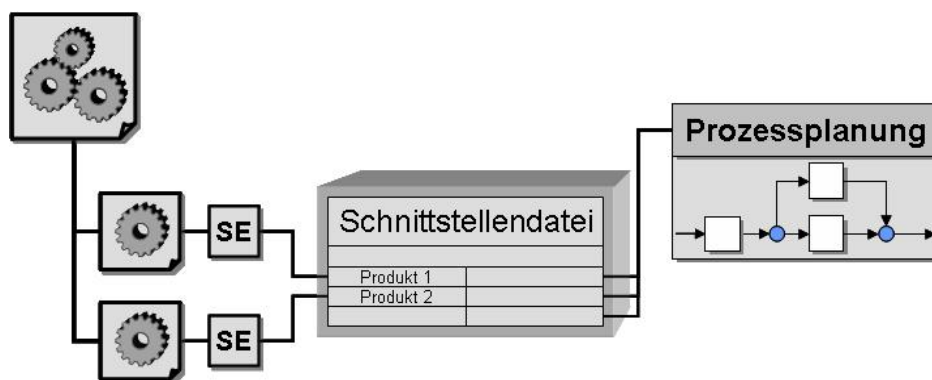 Prozessplanung
SE
Schnittstellendatei
Produkt 1
Produkt 2
SE